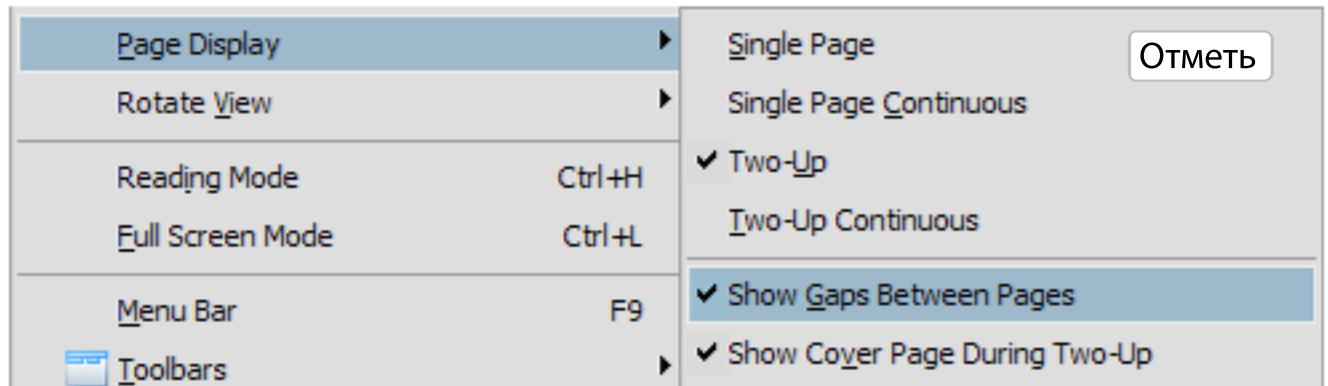 Page Display
Rotate View
Reading Mode Ctrl+H
Full Screen Mode Ctrl+L
Menu Bar F9
Toolbars
Single Page
Отметь
Single Page Continuous
Two-Up
Two-Up Continuous
Show Gaps Between Pages
Show Cover Page During Two-Up